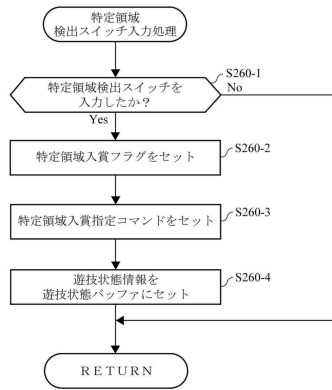 特定領域
検出スイッチ入力処理
S260-1
特定領域検出スイッチを
入力したか？
No
Yes
S260-2
特定領域入賞フラグをセット
S260-3
特定領域入賞指定コマンドをセット
S260-4
遊技状態情報を
遊技状態バッファにセット
RETURN